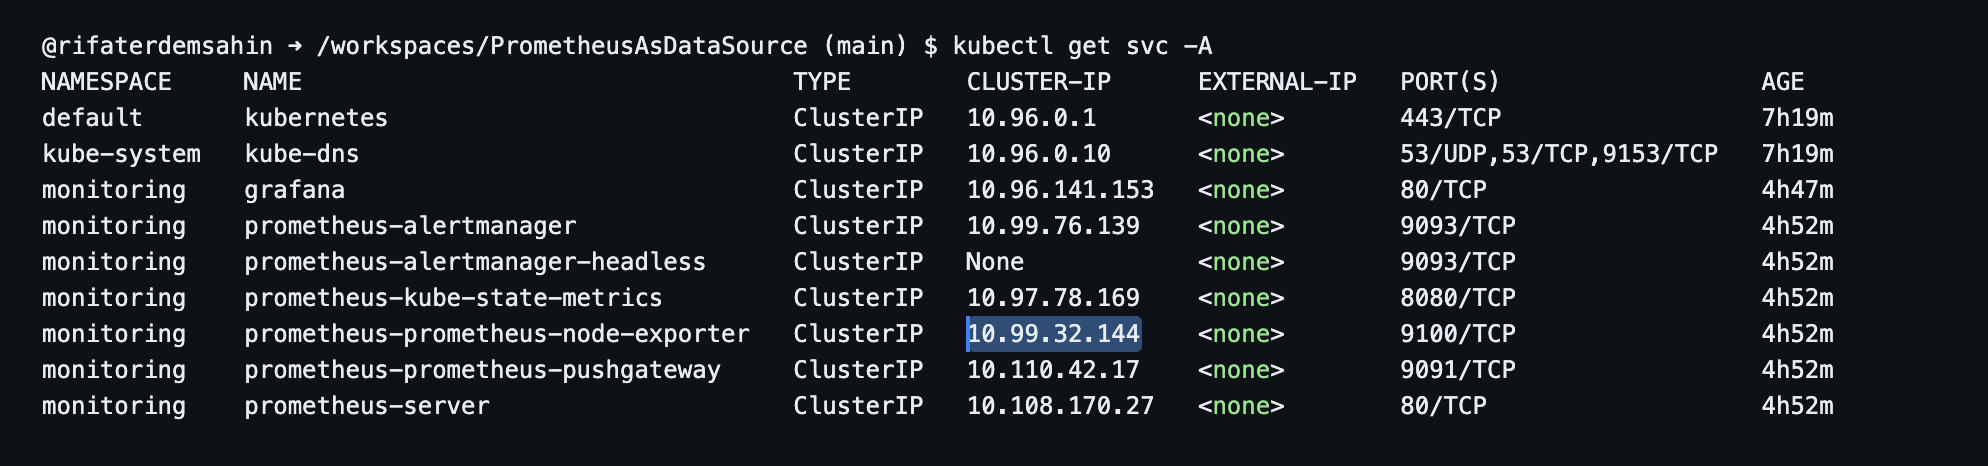 @rifaterdemsahin ➜ /workspaces/PrometheusAsDataSource (main) $ kubectl get svc -A
NAMESPACE     NAME                                  TYPE        CLUSTER-IP      EXTERNAL-IP   PORT(S)                  AGE
default       kubernetes                            ClusterIP   10.96.0.1       <none>        443/TCP                  7h19m
kube-system   kube-dns                              ClusterIP   10.96.0.10      <none>        53/UDP,53/TCP,9153/TCP   7h19m
monitoring    grafana                               ClusterIP   10.96.141.153   <none>        80/TCP                   4h47m
monitoring    prometheus-alertmanager               ClusterIP   10.99.76.139    <none>        9093/TCP                 4h52m
monitoring    prometheus-alertmanager-headless      ClusterIP   None            <none>        9093/TCP                 4h52m
monitoring    prometheus-kube-state-metrics         ClusterIP   10.97.78.169    <none>        8080/TCP                 4h52m
monitoring    prometheus-prometheus-node-exporter   ClusterIP   10.99.32.144    <none>        9100/TCP                 4h52m
monitoring    prometheus-prometheus-pushgateway     ClusterIP   10.110.42.17    <none>        9091/TCP                 4h52m
monitoring    prometheus-server                     ClusterIP   10.108.170.27   <none>        80/TCP                   4h52m